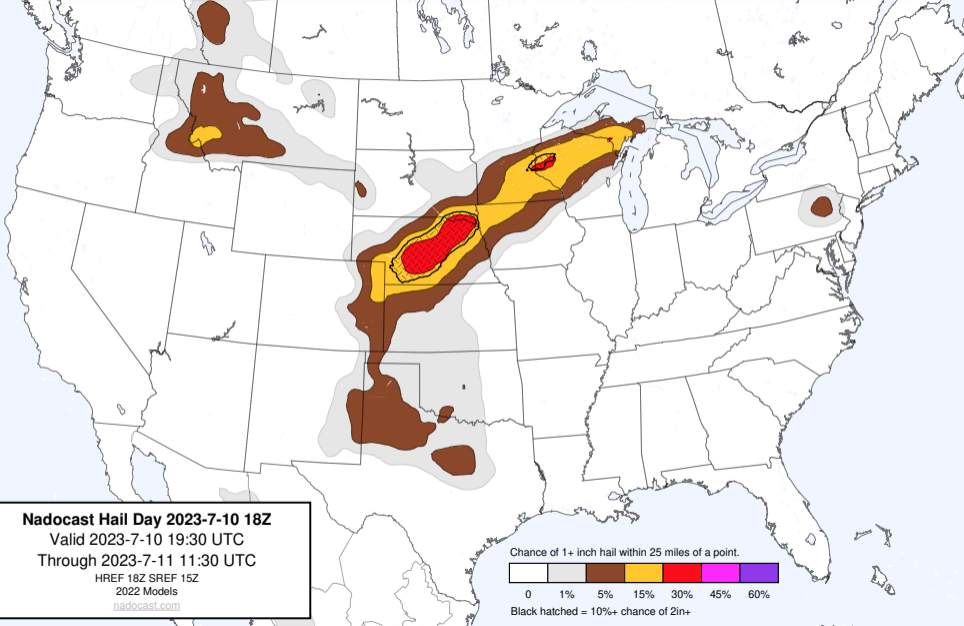 Nadocast Hail Day 2023-7-10 18Z
Valid 2023-7-10 19:30 UTC
Through 2023-7-11 11:30 UTC
HREF 18Z SREF 15Z
2022 Models
nadocast.com
Chance of 1+ inch hail within 25 miles of a point.
0 1% 5% 15% 30% 45% 60%
Black hatched = 10%+ chance of 2in+